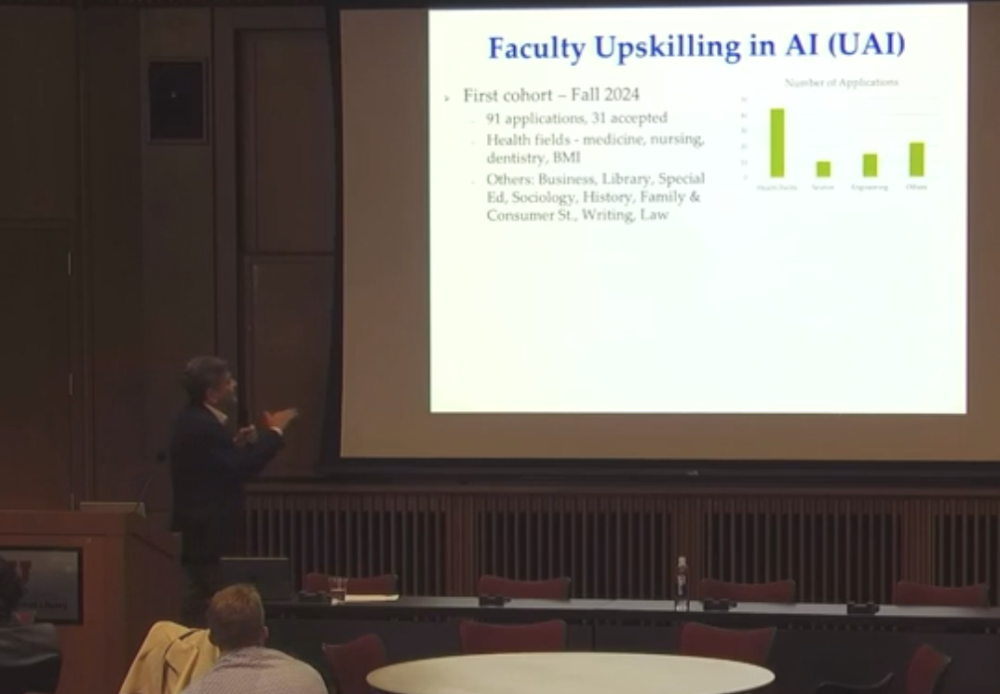 Faculty Upskilling in AI (UAI)
First cohort – Fall 2024
91 applications, 31 accepted
Health fields - medicine, nursing,
dentistry, BMI
Others: Business, Library, Special
Ed, Sociology, History, Family &
Consumer St., Writing, Law
Number of Applications
Health fields Science Engineering Others
U